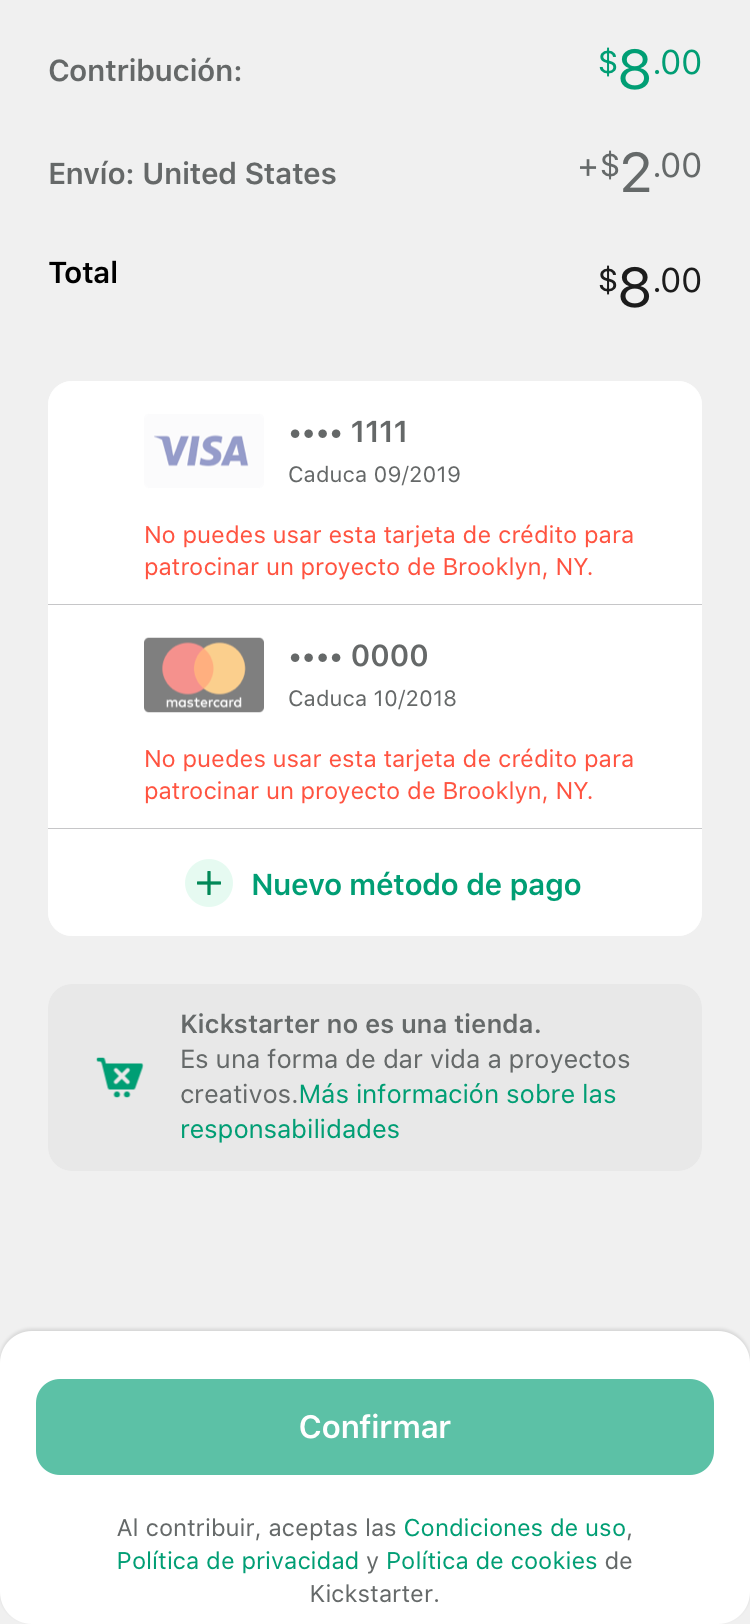 Contribución: $8.00
Envío: United States +$2.00
Total $8.00
VISA •••• 1111
Caduca 09/2019
No puedes usar esta tarjeta de crédito para
patrocinar un proyecto de Brooklyn, NY.
•••• 0000
mastercard Caduca 10/2018
No puedes usar esta tarjeta de crédito para
patrocinar un proyecto de Brooklyn, NY.
+ Nuevo método de pago
Kickstarter no es una tienda.
Es una forma de dar vida a proyectos
creativos.Más información sobre las
responsabilidades
Confirmar
Al contribuir, aceptas las Condiciones de uso,
Política de privacidad y Política de cookies de
Kickstarter.